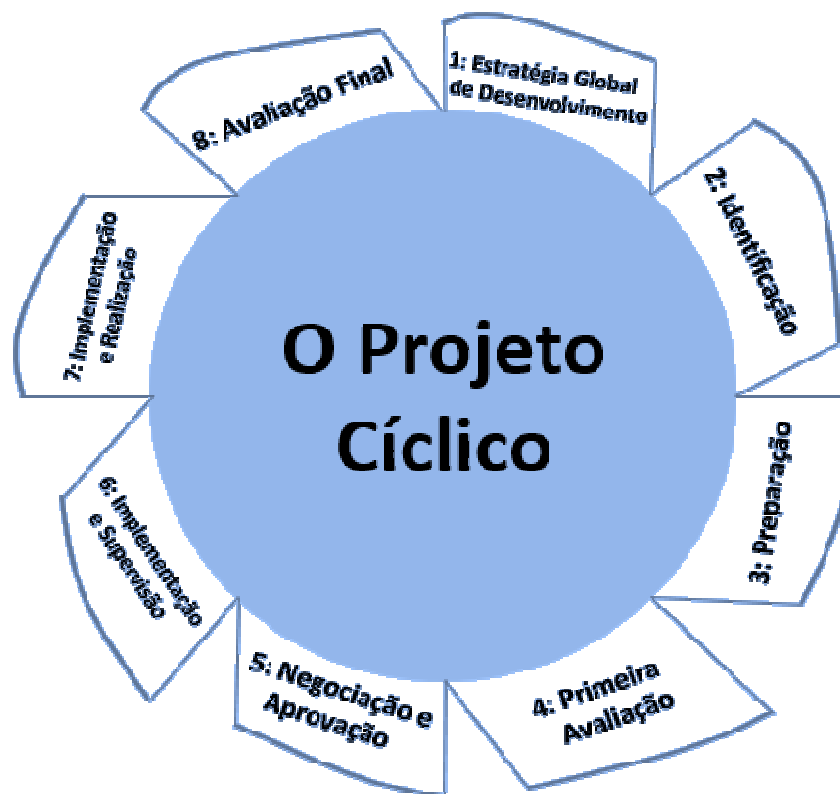 O Projeto
Cíclico
1: Estratégia Global
de Desenvolvimento
2: Identificação
3: Preparação
4: Primeira
Avaliação
5: Negociação e
Aprovação
6: Implementação
e Supervisão
7: Implementação
e Realização
8: Avaliação Final